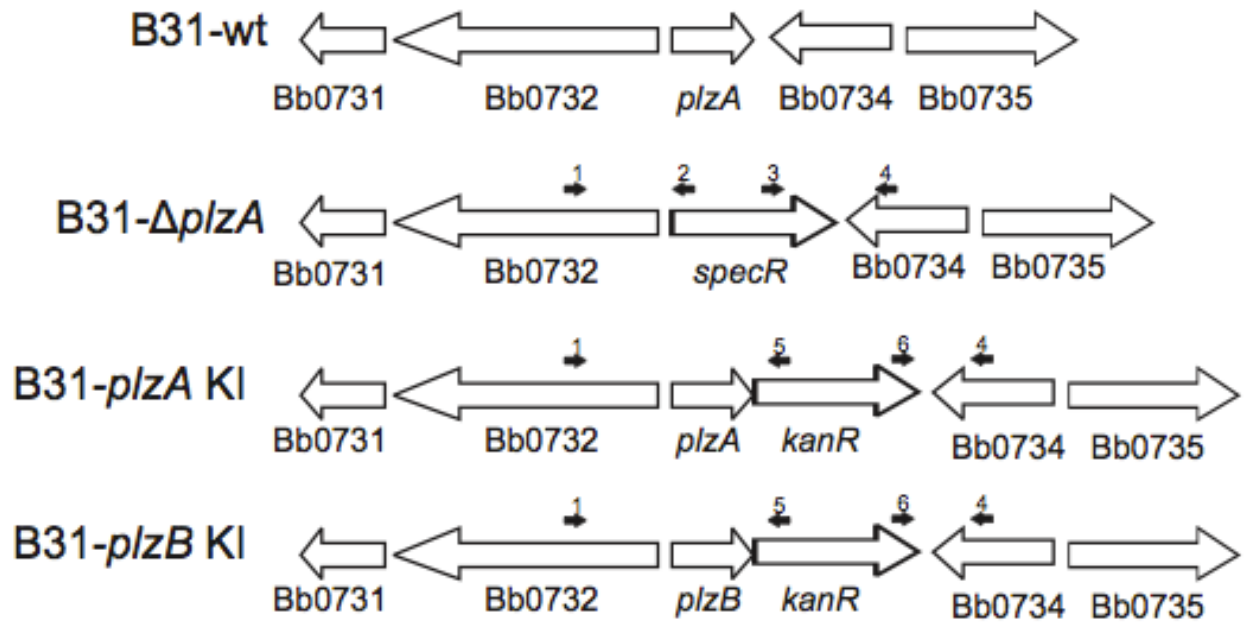 B31-wt
Bb0731 Bb0732 plzA Bb0734 Bb0735
1 2 3 4
B31-ΔplzA
Bb0731 Bb0732 specR Bb0734 Bb0735
1 5 6 4
B31-plzA KI
Bb0731 Bb0732 plzA kanR Bb0734 Bb0735
1 5 6 4
B31-plzB KI
Bb0731 Bb0732 plzB kanR Bb0734 Bb0735